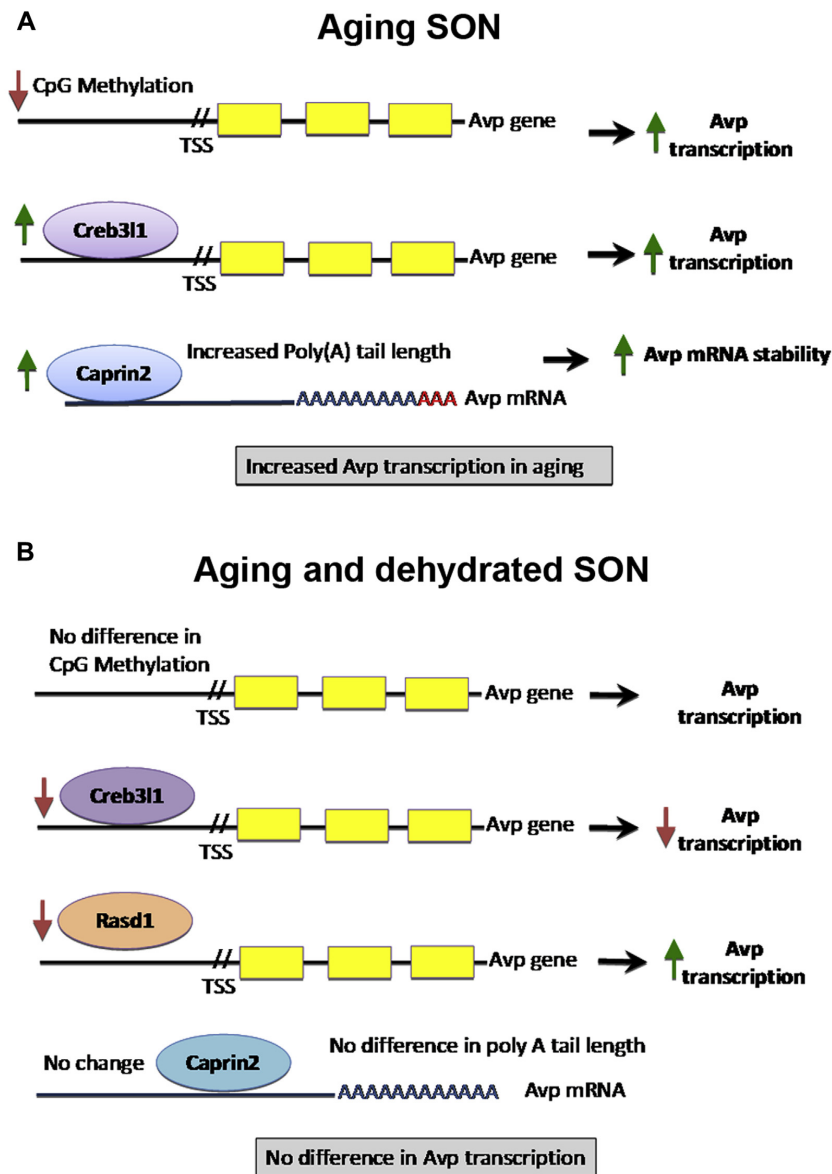 A
Aging SON
CpG Methylation
TSS
Avp gene
Avp
transcription
Creb3l1
TSS
Avp gene
Avp
transcription
Increased Poly(A) tail length
Caprin2
AAAAAAAAAAAA Avp mRNA
Avp mRNA stability
Increased Avp transcription in aging
B
Aging and dehydrated SON
No difference in
CpG Methylation
TSS
Avp gene
Avp
transcription
Creb3l1
TSS
Avp gene
Avp
transcription
Rasd1
TSS
Avp gene
Avp
transcription
No change
Caprin2
No difference in poly A tail length
AAAAAAAAAAAA Avp mRNA
No difference in Avp transcription